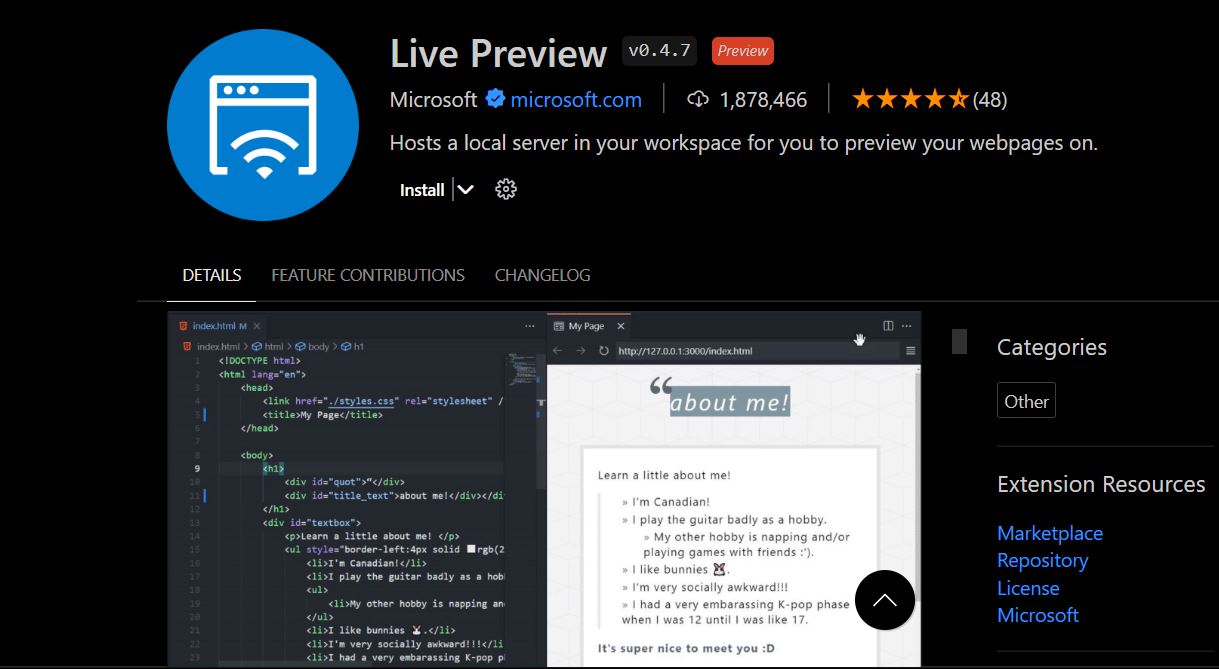 Live Preview v0.4.7 Preview
Microsoft microsoft.com 1,878,466 (48)
Hosts a local server in your workspace for you to preview your webpages on.
Install
DETAILS FEATURE CONTRIBUTIONS CHANGELOG
index.html M
index.html > html > body > h1
1 <!DOCTYPE html>
2 <html lang="en">
3 <head>
4 <link href="./styles.css" rel="stylesheet" /
5 <title>My Page</title>
6 </head>
7
8 <body>
9 <h1>
10 <div id="quot">“</div>
11 <div id="title_text">about me!</div></di
12 </h1>
13 <div id="textbox">
14 <p>Learn a little about me! </p>
15 <ul style="border-left:4px solid rgb(2
16 <li>I'm Canadian!</li>
17 <li>I play the guitar badly as a hob
18 <ul>
19 <li>My other hobby is napping an
20 </ul>
21 <li>I like bunnies 🐰.</li>
22 <li>I'm very socially awkward!!!</li
23 <li>I had a very embarassing K-pop p
My Page
http://127.0.0.1:3000/index.html
“ about me!
Learn a little about me!
» I'm Canadian!
» I play the guitar badly as a hobby.
» My other hobby is napping and/or
playing games with friends :').
» I like bunnies 🐰.
» I'm very socially awkward!!!
» I had a very embarassing K-pop phase
when I was 12 until I was like 17.
It's super nice to meet you :D
Categories
Other
Extension Resources
Marketplace
Repository
License
Microsoft